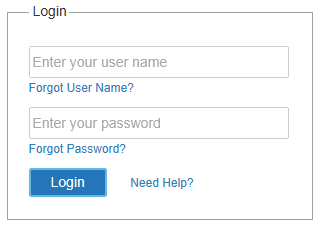 Login
Enter your user name
Forgot User Name?
Enter your password
Forgot Password?
Login Need Help?